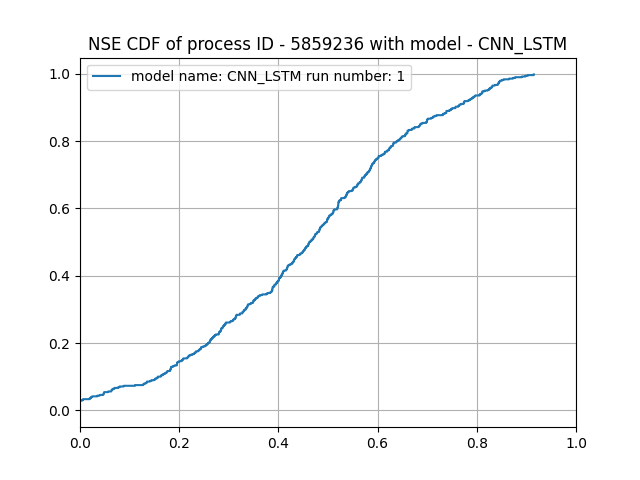 NSE CDF of process ID - 5859236 with model - CNN_LSTM
model name: CNN_LSTM run number: 1
1.0
0.8
0.6
0.4
0.2
0.0
0.0 0.2 0.4 0.6 0.8 1.0